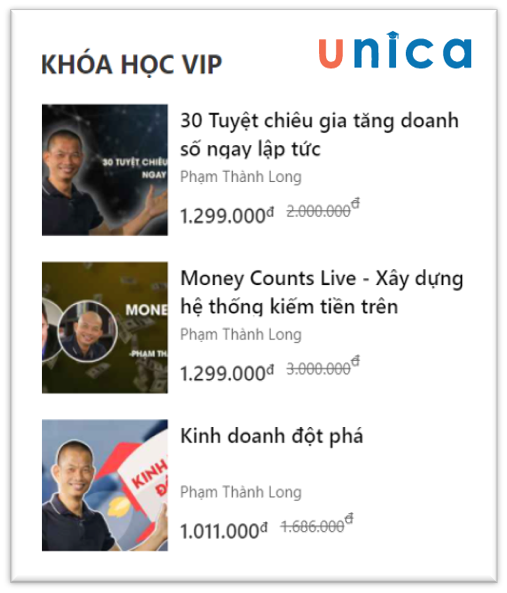 unica
KHÓA HỌC VIP
30 TUYỆT CHIÊU
NGAY
30 Tuyệt chiêu gia tăng doanh
số ngay lập tức
Phạm Thành Long
1.299.000đ 2.000.000đ
MONE
-PHẠM TH
Money Counts Live - Xây dựng
hệ thống kiếm tiền trên
Phạm Thành Long
1.299.000đ 3.000.000đ
KINH
Kinh doanh đột phá
Phạm Thành Long
1.011.000đ 1.686.000đ